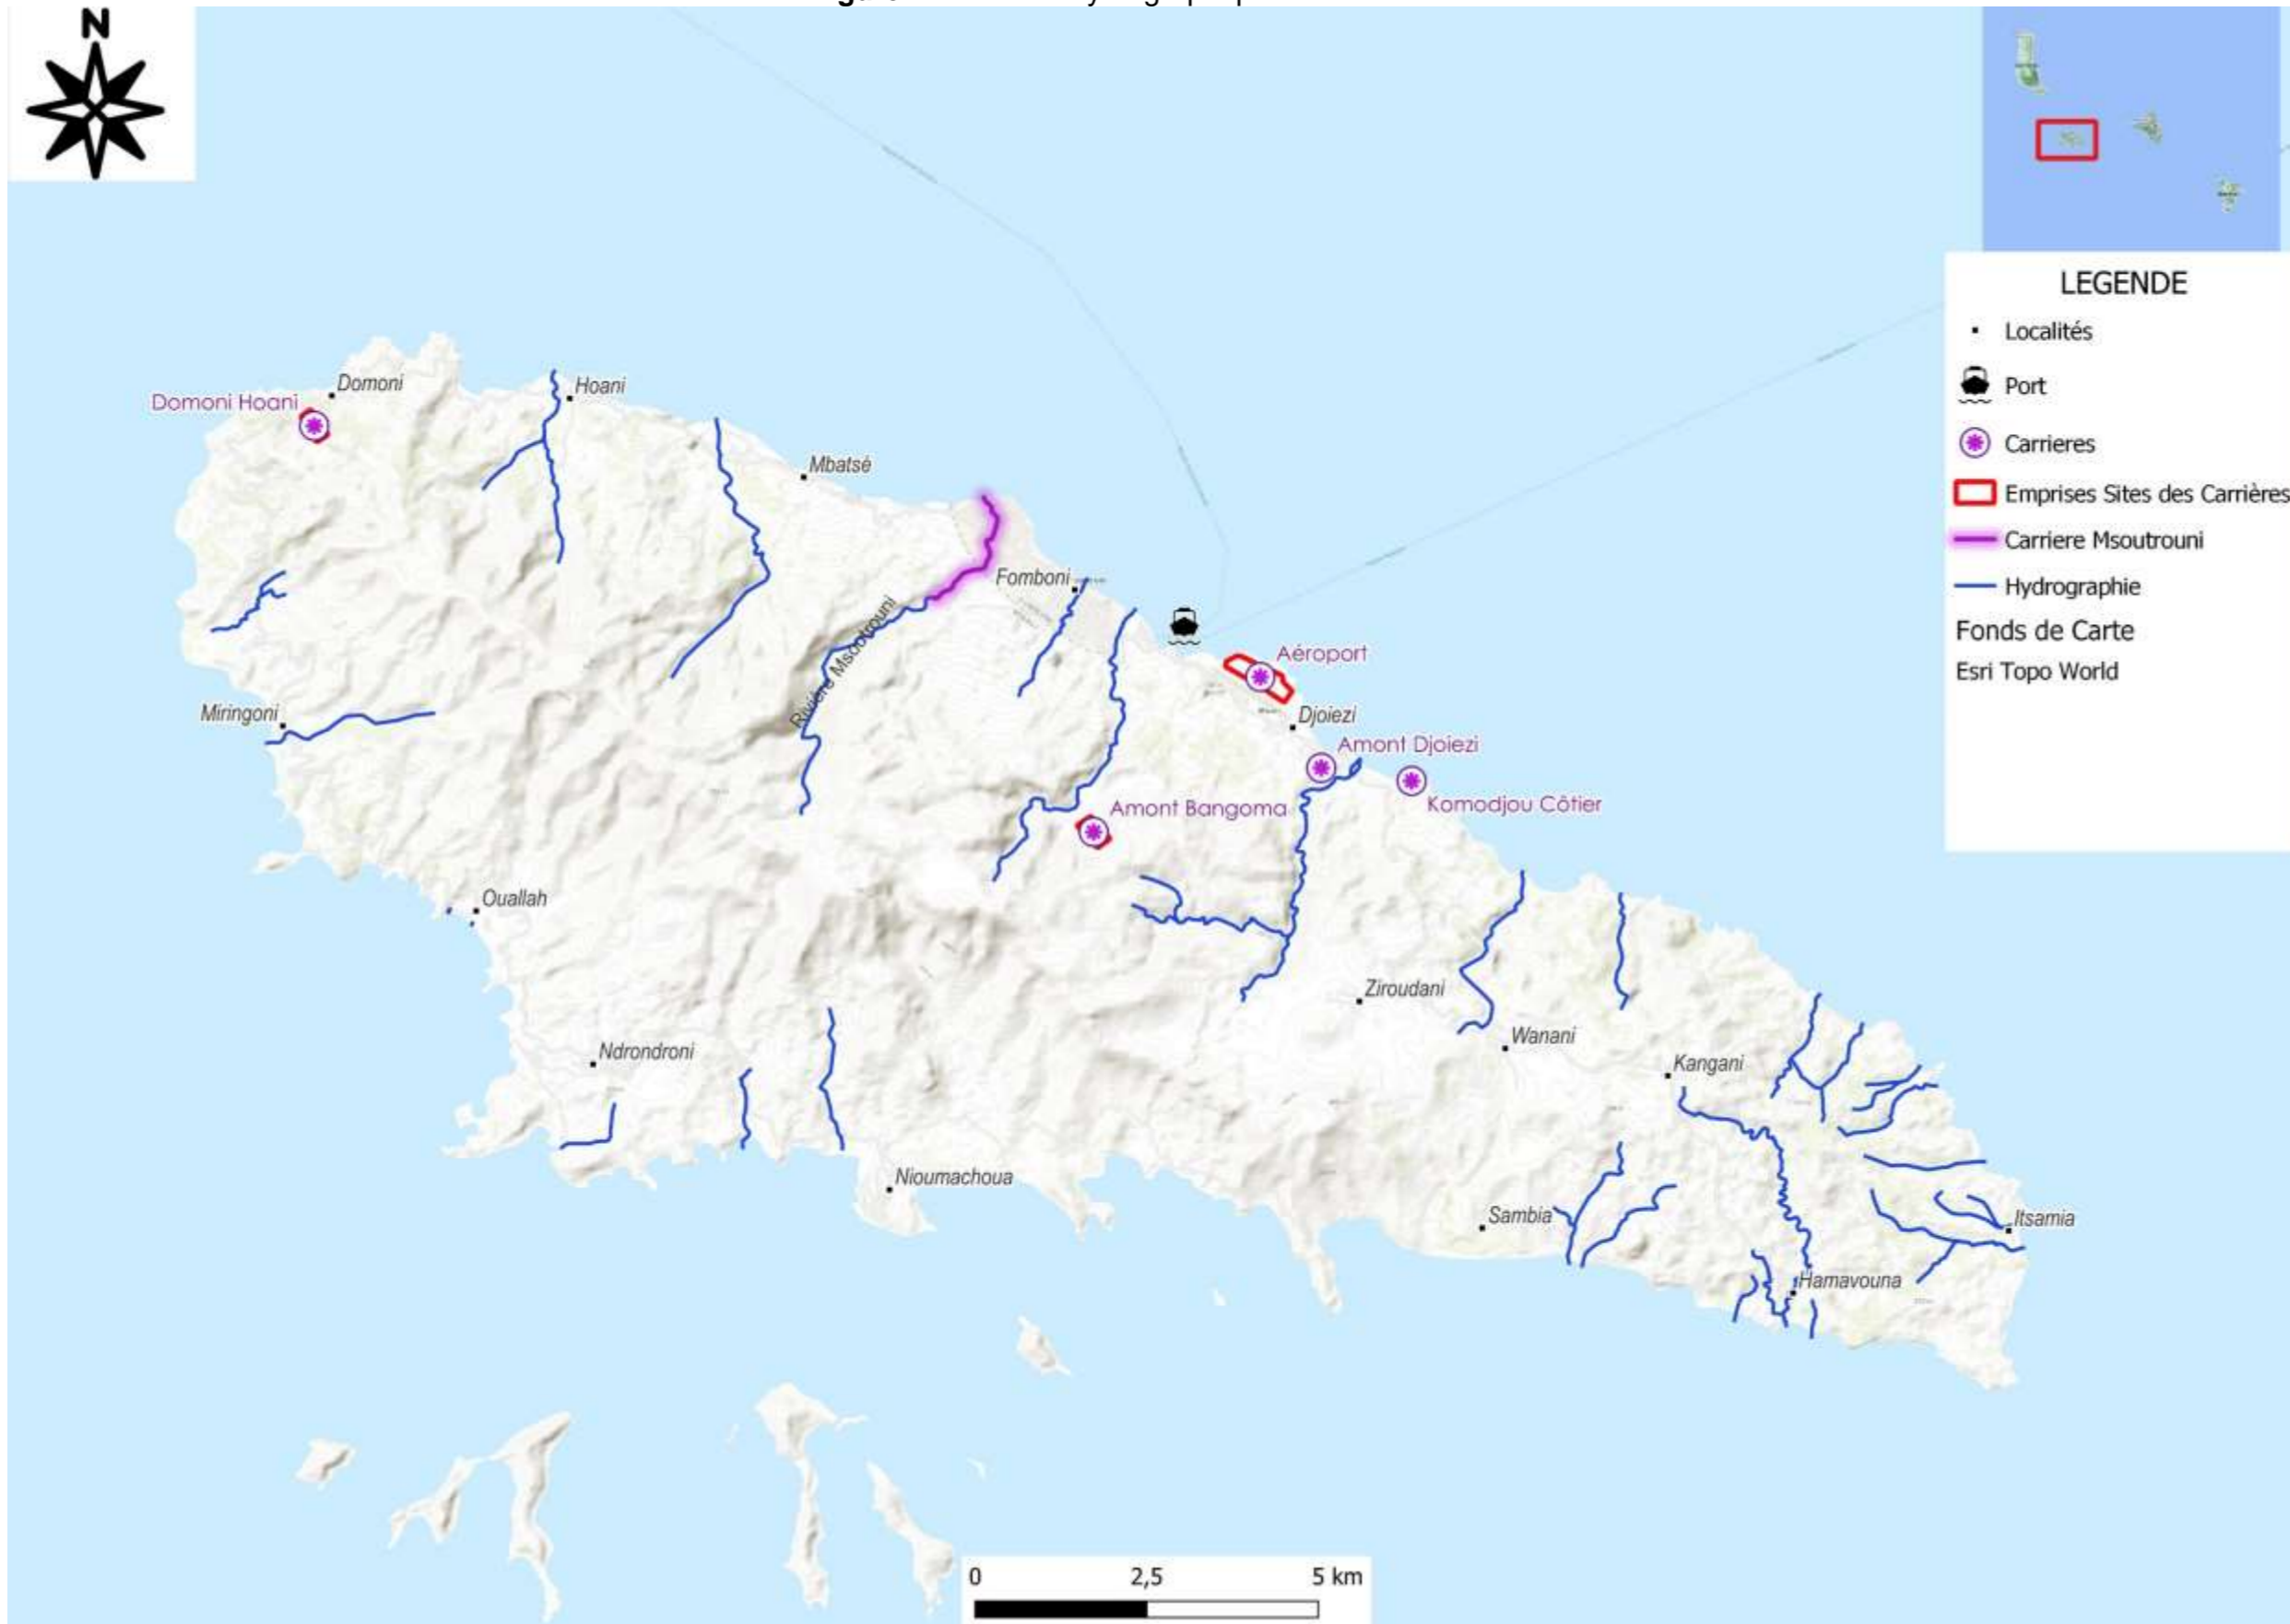 N
LEGENDE
Localités
Port
Carrieres
Emprises Sites des Carrières
Carriere Msoutrouni
Hydrographie
Fonds de Carte
Esri Topo World
Domoni
Domoni Hoani
Hoani
Mbatsé
Fomboni
Rivière Msoutrouni
Aéroport
Miringoni
Djoiezi
Amont Djoiezi
Komodjou Côtier
Amont Bangoma
Ouallah
Ziroudani
Wanani
Ndrondroni
Kangani
Nioumachoua
Sambia
Itsamia
Hamavouna
0 2,5 5 km